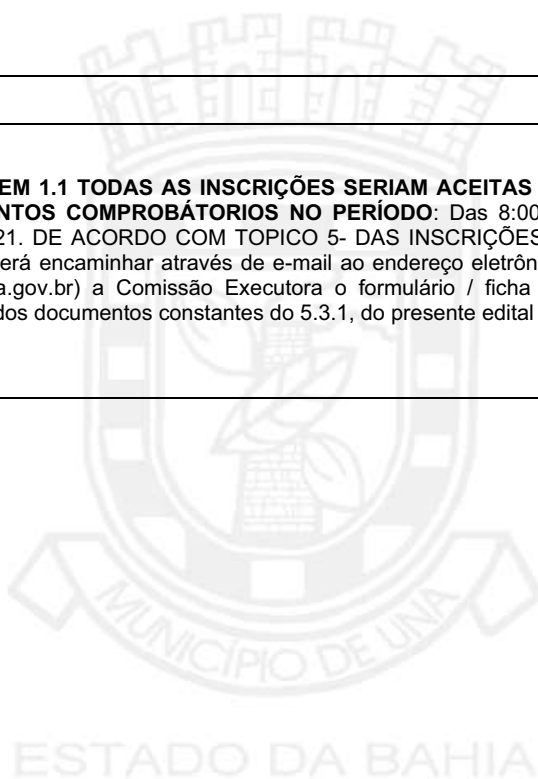 EM 1.1 TODAS AS INSCRIÇÕES SERIAM ACEITAS
NTOS COMPROBÁTORIOS NO PERÍODO: Das 8:00
21. DE ACORDO COM TOPICO 5- DAS INSCRIÇÕES
erá encaminhar através de e-mail ao endereço eletrôn
a.gov.br) a Comissão Executora o formulário / ficha
dos documentos constantes do 5.3.1, do presente edital
MUNICÍPIO DE UNA
ESTADO DA BAHIA